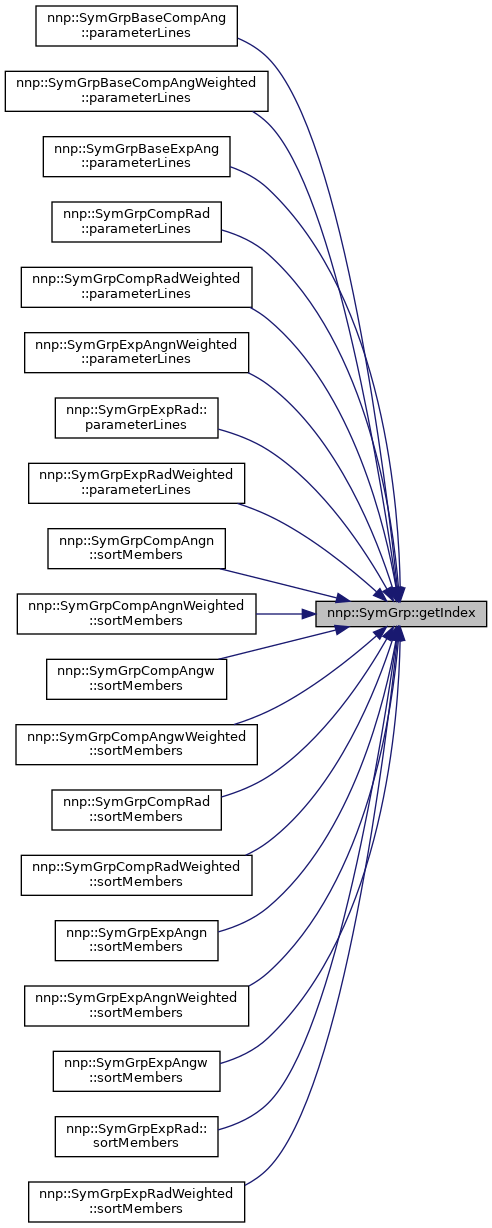 nnp::SymGrpBaseCompAng
::parameterLines
nnp::SymGrpBaseCompAngWeighted
::parameterLines
nnp::SymGrpBaseExpAng
::parameterLines
nnp::SymGrpCompRad
::parameterLines
nnp::SymGrpCompRadWeighted
::parameterLines
nnp::SymGrpExpAngnWeighted
::parameterLines
nnp::SymGrpExpRad::
parameterLines
nnp::SymGrpExpRadWeighted
::parameterLines
nnp::SymGrpCompAngn
::sortMembers
nnp::SymGrpCompAngnWeighted
::sortMembers
nnp::SymGrp::getIndex
nnp::SymGrpCompAngw
::sortMembers
nnp::SymGrpCompAngwWeighted
::sortMembers
nnp::SymGrpCompRad
::sortMembers
nnp::SymGrpCompRadWeighted
::sortMembers
nnp::SymGrpExpAngn
::sortMembers
nnp::SymGrpExpAngnWeighted
::sortMembers
nnp::SymGrpExpAngw
::sortMembers
nnp::SymGrpExpRad::
sortMembers
nnp::SymGrpExpRadWeighted
::sortMembers